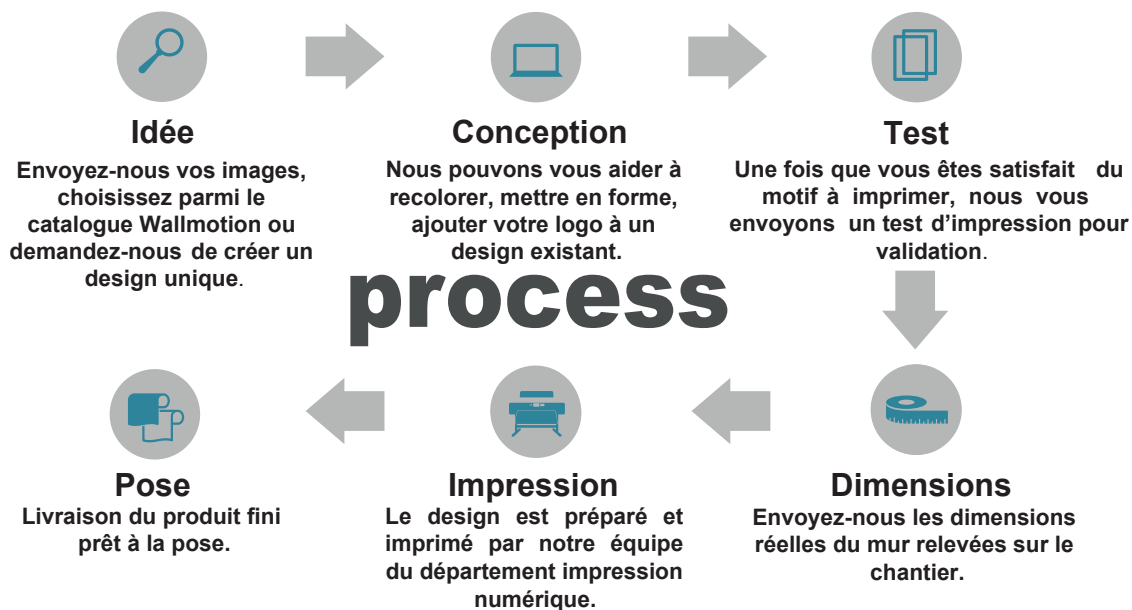 Idée
Envoyez-nous vos images,
choisissez parmi le
catalogue Wallmotion ou
demandez-nous de créer un
design unique.
Conception
Nous pouvons vous aider à
recolorer, mettre en forme,
ajouter votre logo à un
design existant.
Test
Une fois que vous êtes satisfait du
motif à imprimer, nous vous
envoyons un test d’impression pour
validation.
process
Dimensions
Envoyez-nous les dimensions
réelles du mur relevées sur le
chantier.
Impression
Le design est préparé et
imprimé par notre équipe
du département impression
numérique.
Pose
Livraison du produit fini
prêt à la pose.